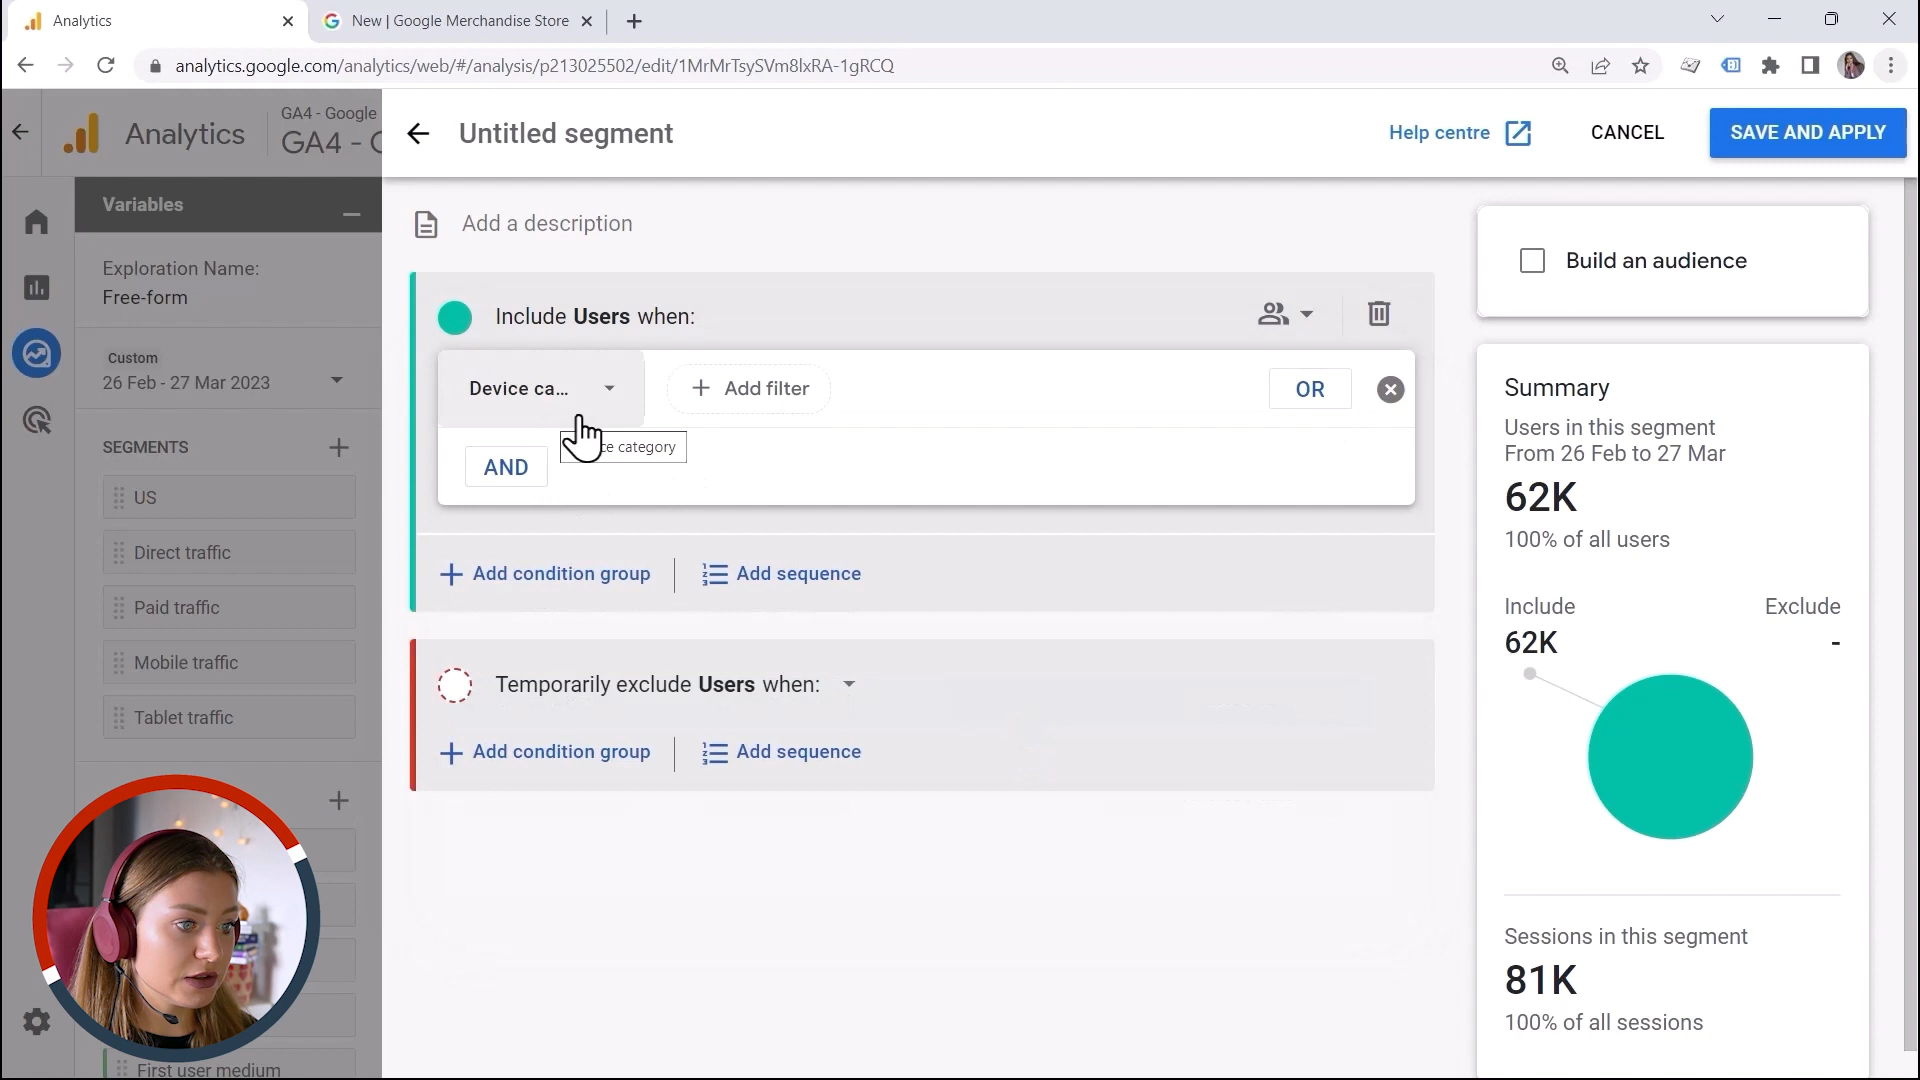 Analytics
New | Google Merchandise Store
analytics.google.com/analytics/web/#/analysis/p213025502/edit/1MrMrTsySVm8lxRA-1gRCQ
Analytics
GA4 - Google
GA4 - 
Untitled segment
Help centre
CANCEL
SAVE AND APPLY
Variables
Exploration Name:
Free-form
Custom
26 Feb - 27 Mar 2023
SEGMENTS
US
Direct traffic
Paid traffic
Mobile traffic
Tablet traffic
First user medium
Add a description
Include Users when:
Device ca...
Add filter
OR
ce category
AND
Add condition group
Add sequence
Temporarily exclude Users when:
Add condition group
Add sequence
Build an audience
Summary
Users in this segment
From 26 Feb to 27 Mar
62K
100% of all users
Include
Exclude
62K
-
Sessions in this segment
81K
100% of all sessions